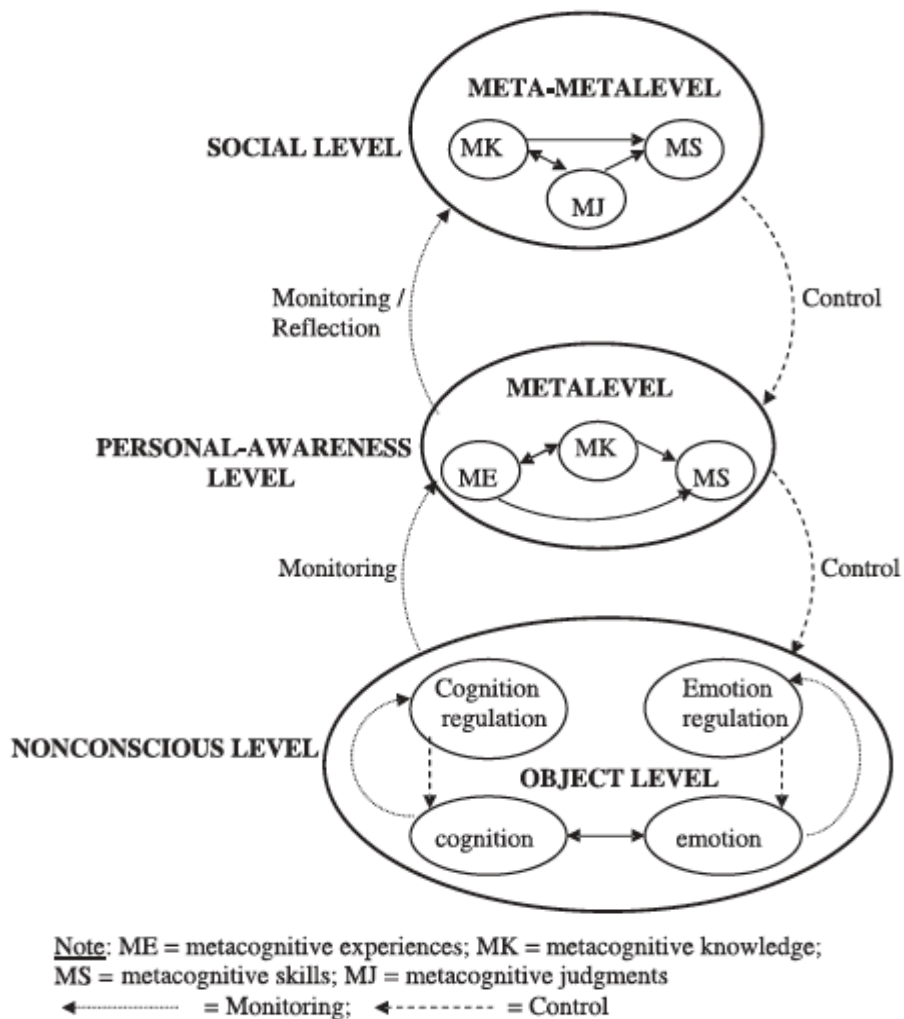 META-METALEVEL
SOCIAL LEVEL
MK
MS
MJ
Monitoring /
Reflection
Control
METALEVEL
PERSONAL-AWARENESS
LEVEL
ME
MK
MS
Monitoring
Control
Cognition
regulation
Emotion
regulation
NONCONSCIOUS LEVEL
OBJECT LEVEL
cognition
emotion
Note: ME = metacognitive experiences; MK = metacognitive knowledge;
MS = metacognitive skills; MJ = metacognitive judgments
= Monitoring; = Control